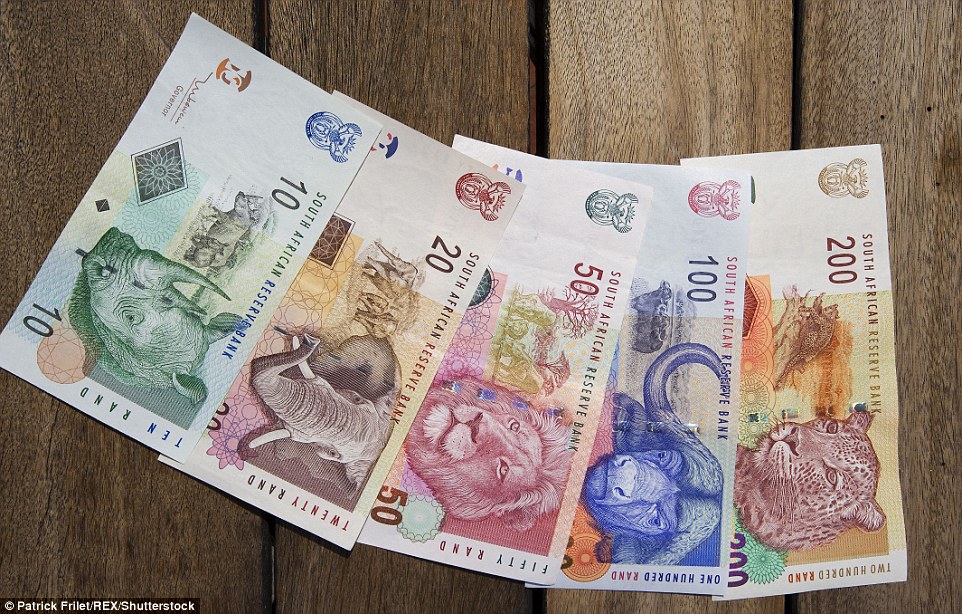 Governor
10
SOUTH AFRICAN RESERVE BANK
10
TEN RAND
20
SOUTH AFRICAN RESERVE BANK
TWENTY RAND
50
SOUTH AFRICAN RESERVE BANK
50
FIFTY RAND
100
SOUTH AFRICAN RESERVE BANK
ONE HUNDRED RAND
200
SOUTH AFRICAN RESERVE BANK
TWO HUNDRED RAND
© Patrick Frilet/REX/Shutterstock